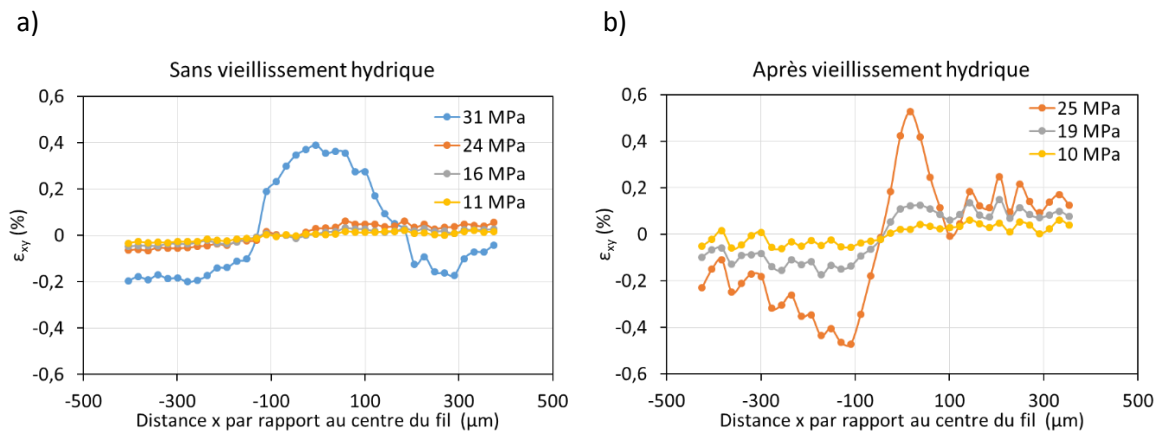 a)
Sans vieillissement hydrique
0,6
0,4
0,2
0
-0,2
-0,4
-0,6
εxy (%)
31 MPa
24 MPa
16 MPa
11 MPa
-500
-300
-100
100
300
500
Distance x par rapport au centre du fil (µm)
b)
Après vieillissement hydrique
0,6
0,4
0,2
0
-0,2
-0,4
-0,6
εxy (%)
25 MPa
19 MPa
10 MPa
-500
-300
-100
100
300
500
Distance x par rapport au centre du fil (µm)